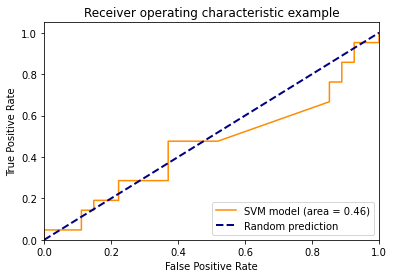 Receiver operating characteristic example
True Positive Rate
1.0
0.8
0.6
0.4
0.2
0.0
SVM model (area = 0.46)
Random prediction
0.0 0.2 0.4 0.6 0.8 1.0
False Positive Rate